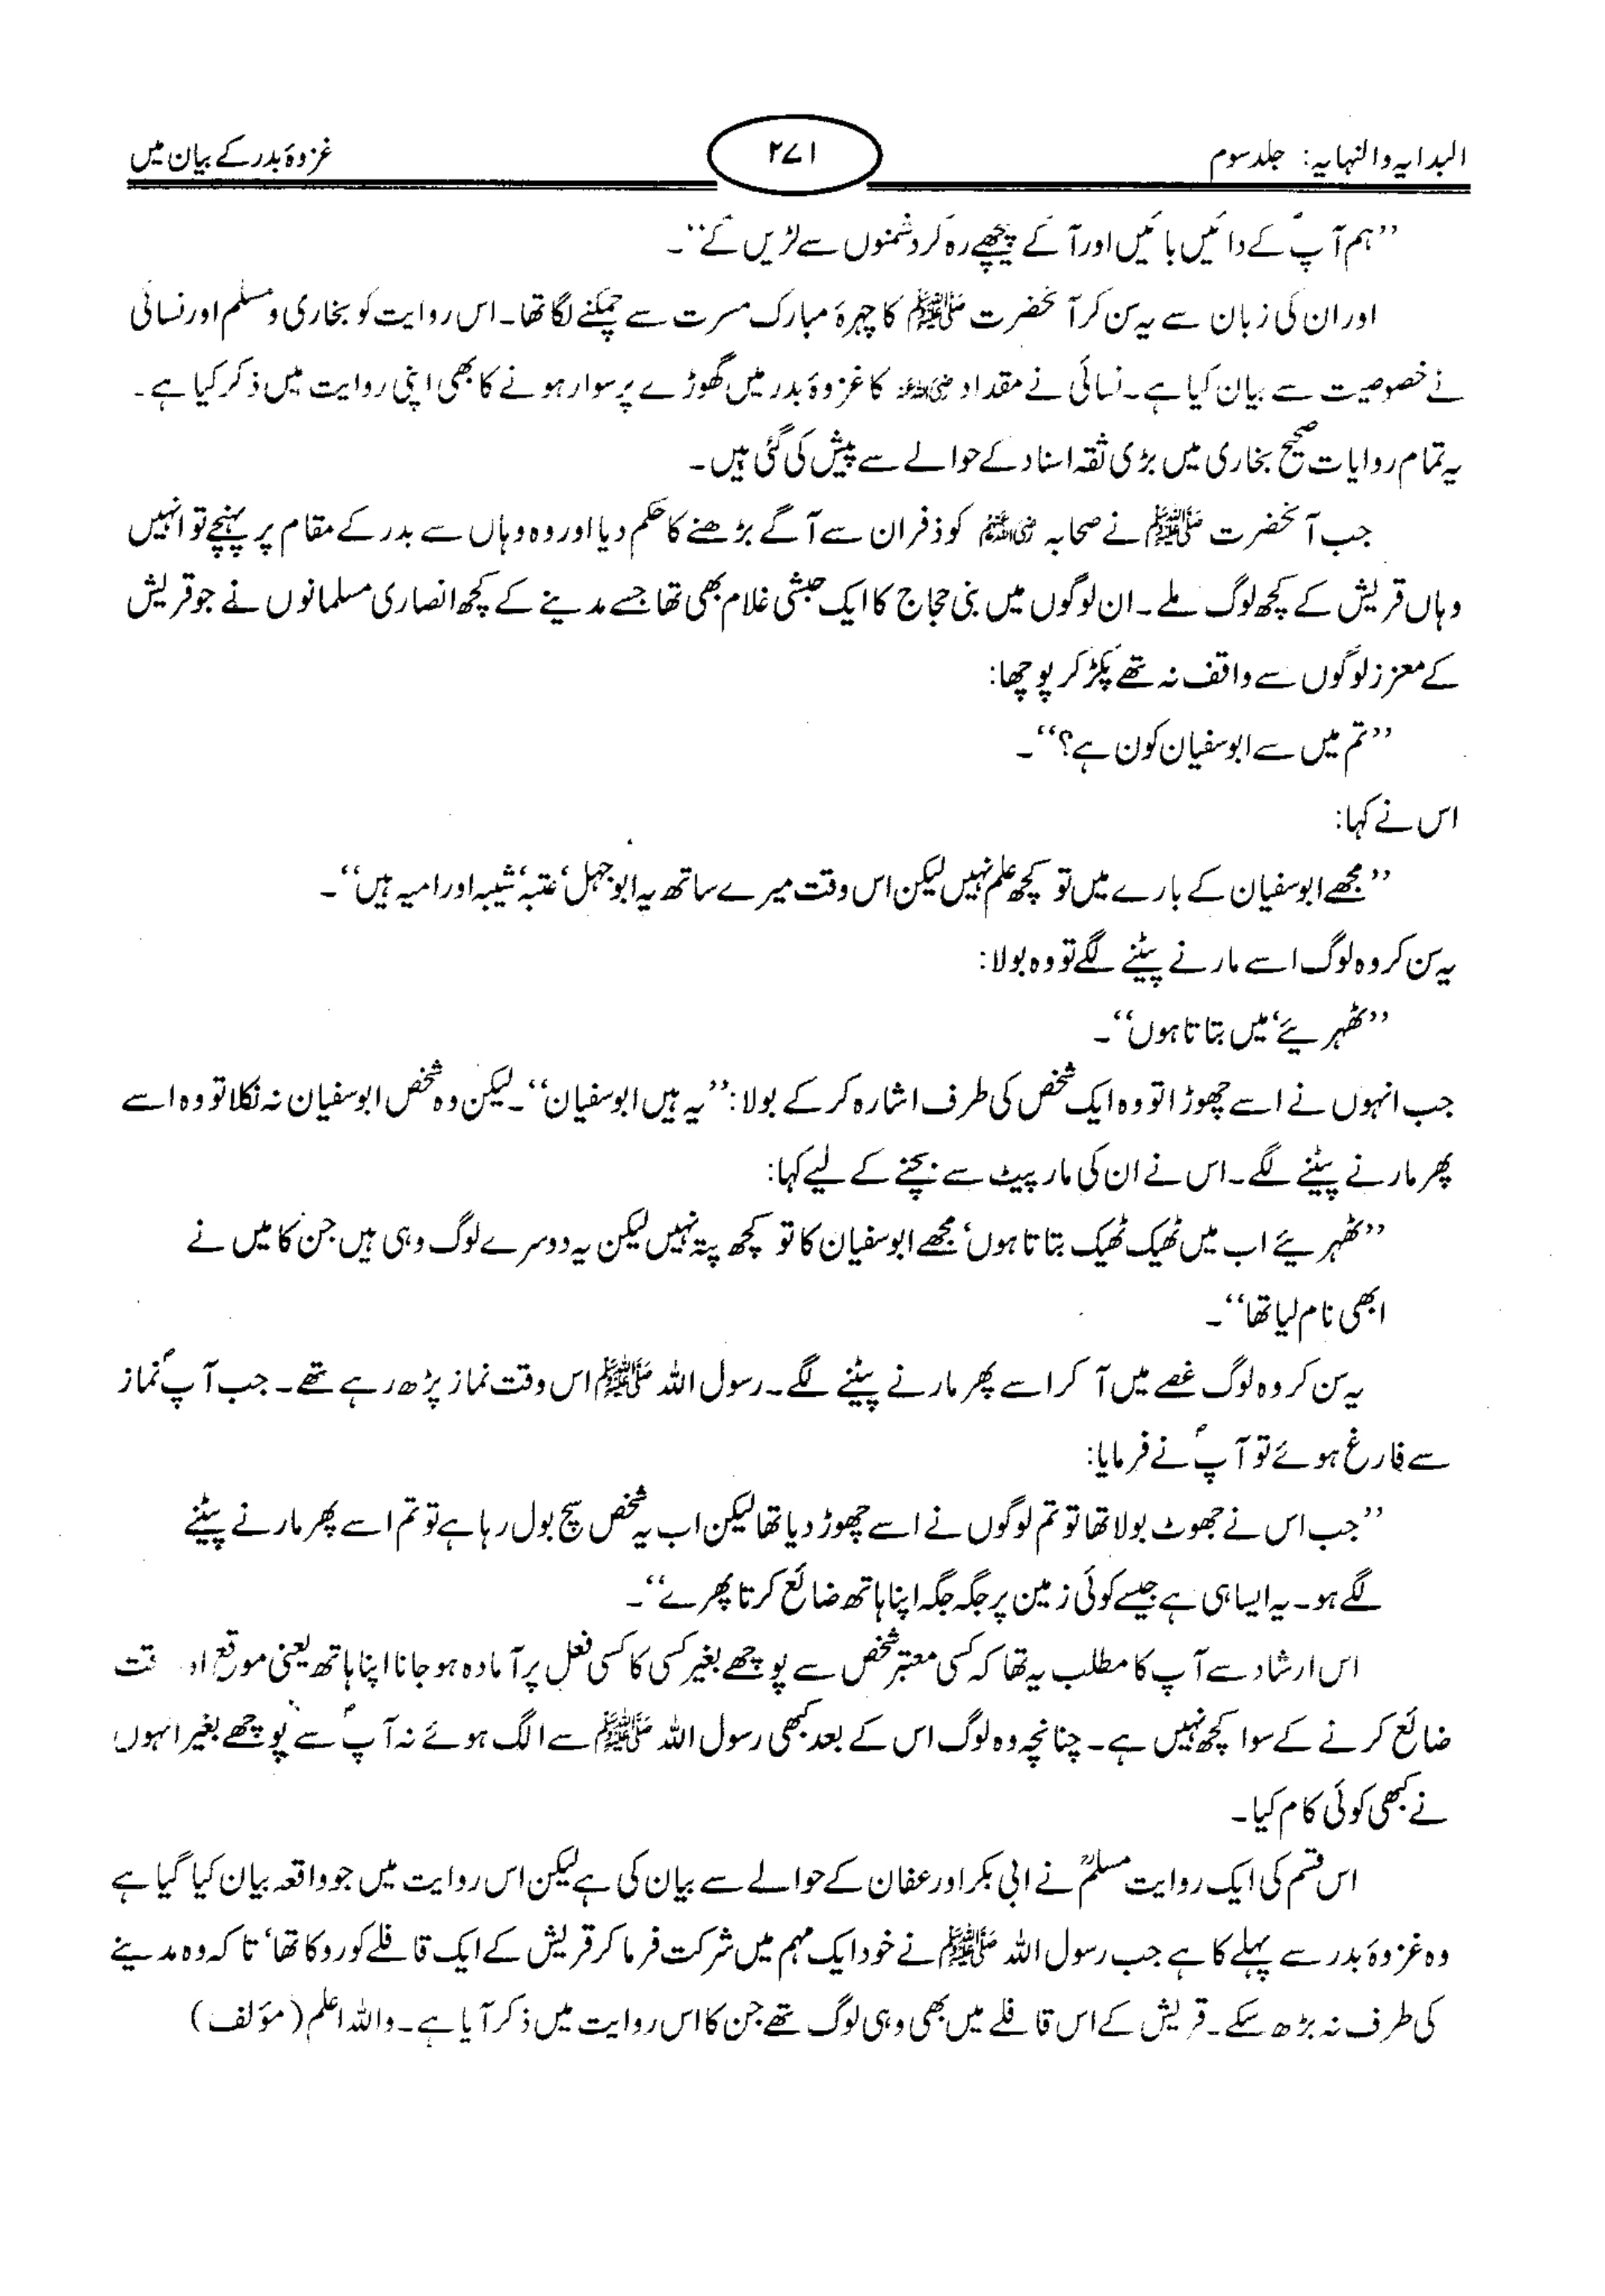 البدایہ والنہایہ: جلد سوم
۲۷۱
غزوۂ بدر کے بیان میں
’’ہم آپؐ کے دائیں بائیں اور آ کے پیچھے رہ کر دشمنوں سے لڑیں گے‘‘۔
اور ان کی زبان سے یہ سن کر آنحضرت ﷺ کا چہرۂ مبارک مسرت سے چمکنے لگا تھا۔ اس روایت کو بخاری و مسلم اور نسائی
نے خصوصیت سے بیان کیا ہے۔ نسائی نے مقداد رضی اللہ عنہ کا غزوۂ بدر میں گھوڑے پر سوار ہونے کا بھی اپنی روایت میں ذکر کیا ہے۔
یہ تمام روایات صحیح بخاری میں بڑی ثقہ اسناد کے حوالے سے پیش کی گئی ہیں۔
جب آنحضرت ﷺ نے صحابہ رضی اللہ عنہم کو ذفران سے آگے بڑھنے کا حکم دیا اور وہ وہاں سے بدر کے مقام پر پہنچے تو انہیں
وہاں قریش کے کچھ لوگ ملے۔ ان لوگوں میں بنی حجاج کا ایک حبشی غلام بھی تھا جسے مدینے کے کچھ انصاری مسلمانوں نے جو قریش
کے معزز لوگوں سے واقف نہ تھے پکڑ کر پوچھا:
’’تم میں سے ابوسفیان کون ہے؟‘‘۔
اس نے کہا:
’’مجھے ابوسفیان کے بارے میں تو کچھ علم نہیں لیکن اس وقت میرے ساتھ یہ ابوجہل‘ عتبہ‘ شیبہ اور امیہ ہیں‘‘۔
یہ سن کر وہ لوگ اسے مارنے پیٹنے لگے تو وہ بولا:
’’ٹھہریئے‘ میں بتاتا ہوں‘‘۔
جب انہوں نے اسے چھوڑا تو وہ ایک شخص کی طرف اشارہ کر کے بولا: ’’یہ ہیں ابوسفیان‘‘۔ لیکن وہ شخص ابوسفیان نہ نکلا تو وہ اسے
پھر مارنے پیٹنے لگے۔ اس نے ان کی مار پیٹ سے بچنے کے لیے کہا:
’’ٹھہریئے اب میں ٹھیک ٹھیک بتاتا ہوں‘ مجھے ابوسفیان کا تو کچھ پتہ نہیں لیکن یہ دوسرے لوگ وہی ہیں جن کا میں نے
ابھی نام لیا تھا‘‘۔
یہ سن کر وہ لوگ غصے میں آ کر اسے پھر مارنے پیٹنے لگے۔ رسول اللہ ﷺ اس وقت نماز پڑھ رہے تھے۔ جب آپؐ نماز
سے فارغ ہوئے تو آپؐ نے فرمایا:
’’جب اس نے جھوٹ بولا تھا تو تم لوگوں نے اسے چھوڑ دیا تھا لیکن اب یہ شخص سچ بول رہا ہے تو تم اسے پھر مارنے پیٹنے
لگے ہو۔ یہ ایسا ہی ہے جیسے کوئی زمین پر جگہ جگہ اپنا ہاتھ ضائع کرتا پھرے‘‘۔
اس ارشاد سے آپ کا مطلب یہ تھا کہ کسی معتبر شخص سے پوچھے بغیر کسی کا کسی فعل پر آمادہ ہو جانا اپنا ہاتھ یعنی موقع
ضائع کرنے کے سوا کچھ نہیں ہے۔ چنانچہ وہ لوگ اس کے بعد کبھی رسول اللہ ﷺ سے الگ ہوئے نہ آپؐ سے پوچھے بغیر انہوں
نے کبھی کوئی کام کیا۔
اس قسم کی ایک روایت مسلمؒ نے ابی بکر اور عفان کے حوالے سے بیان کی ہے لیکن اس روایت میں جو واقعہ بیان کیا گیا ہے
وہ غزوۂ بدر سے پہلے کا ہے جب رسول اللہ ﷺ نے خود ایک مہم میں شرکت فرما کر قریش کے ایک قافلے کو روکا تھا‘ تا کہ وہ مدینے
کی طرف نہ بڑھ سکے۔ قریش کے اس قافلے میں بھی وہی لوگ تھے جن کا اس روایت میں ذکر آیا ہے۔ واللہ اعلم (مؤلف)